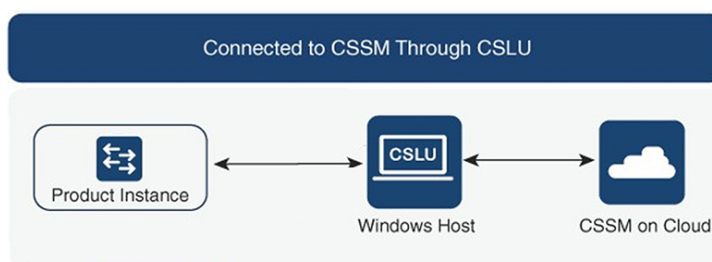 Connected to CSSM Through CSLU
CSLU
Product Instance
Windows Host
CSSM on Cloud